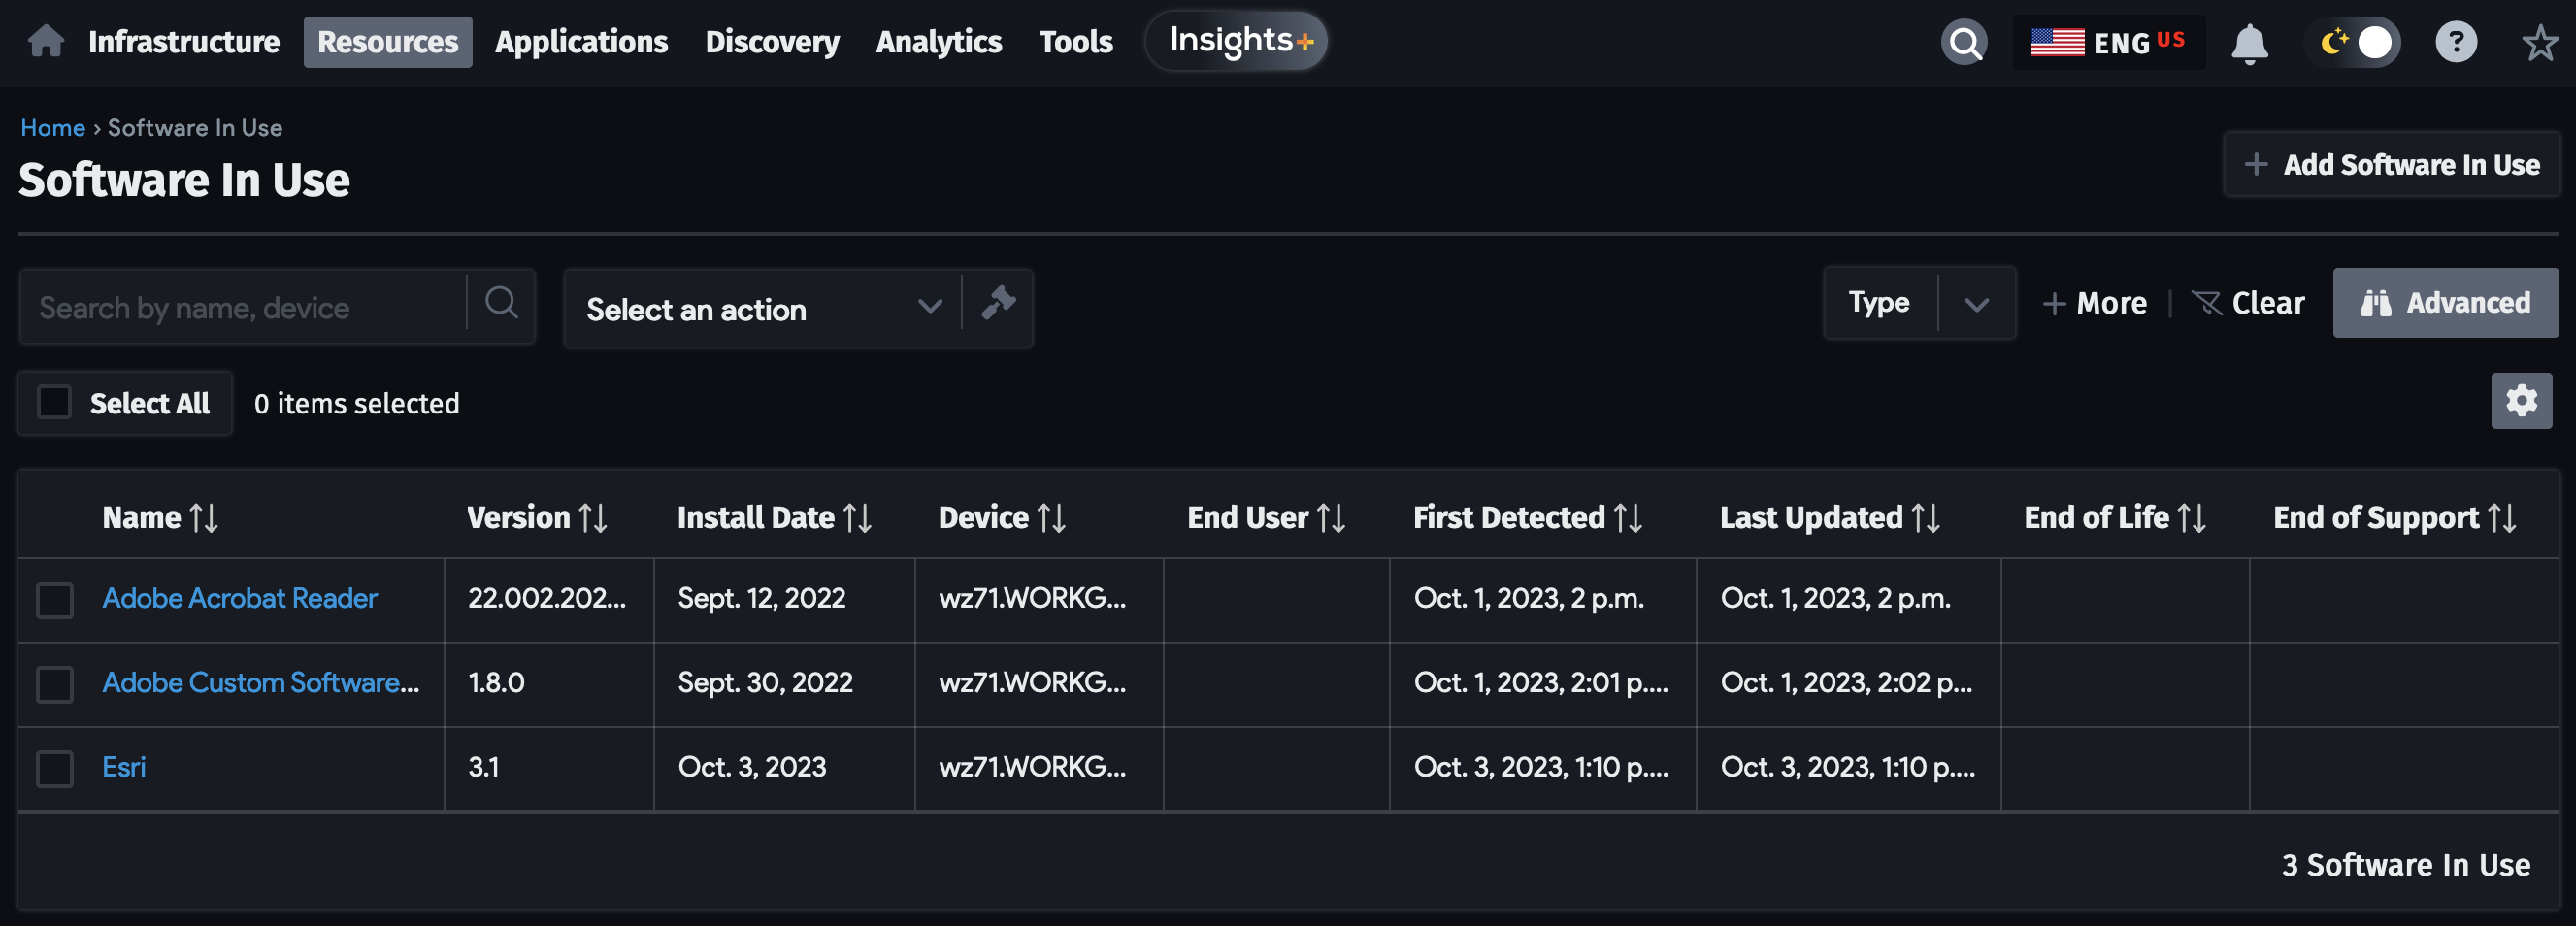 Infrastructure Resources Applications Discovery Analytics Tools Insights+ ENG US ?
Home › Software In Use
Software In Use
+ Add Software In Use
Search by name, device Select an action Type + More | Clear Advanced
Select All 0 items selected
Name Version Install Date Device End User First Detected Last Updated End of Life End of Support
Adobe Acrobat Reader 22.002.202... Sept. 12, 2022 wz71.WORKG... Oct. 1, 2023, 2 p.m. Oct. 1, 2023, 2 p.m.
Adobe Custom Software... 1.8.0 Sept. 30, 2022 wz71.WORKG... Oct. 1, 2023, 2:01 p.... Oct. 1, 2023, 2:02 p...
Esri 3.1 Oct. 3, 2023 wz71.WORKG... Oct. 3, 2023, 1:10 p.... Oct. 3, 2023, 1:10 p....
3 Software In Use